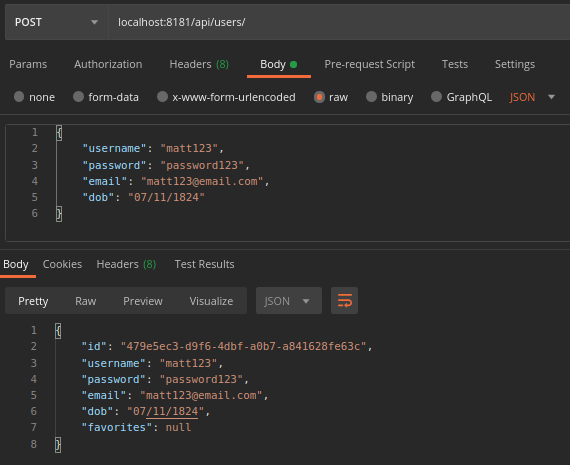 POST localhost:8181/api/users/
Params Authorization Headers (8) Body Pre-request Script Tests Settings
none form-data x-www-form-urlencoded raw binary GraphQL JSON
1 {
2 "username": "matt123",
3 "password": "password123",
4 "email": "matt123@email.com",
5 "dob": "07/11/1824"
6 }
Body Cookies Headers (8) Test Results
Pretty Raw Preview Visualize JSON
1 {
2 "id": "479e5ec3-d9f6-4dbf-a0b7-a841628fe63c",
3 "username": "matt123",
4 "password": "password123",
5 "email": "matt123@email.com",
6 "dob": "07/11/1824",
7 "favorites": null
8 }